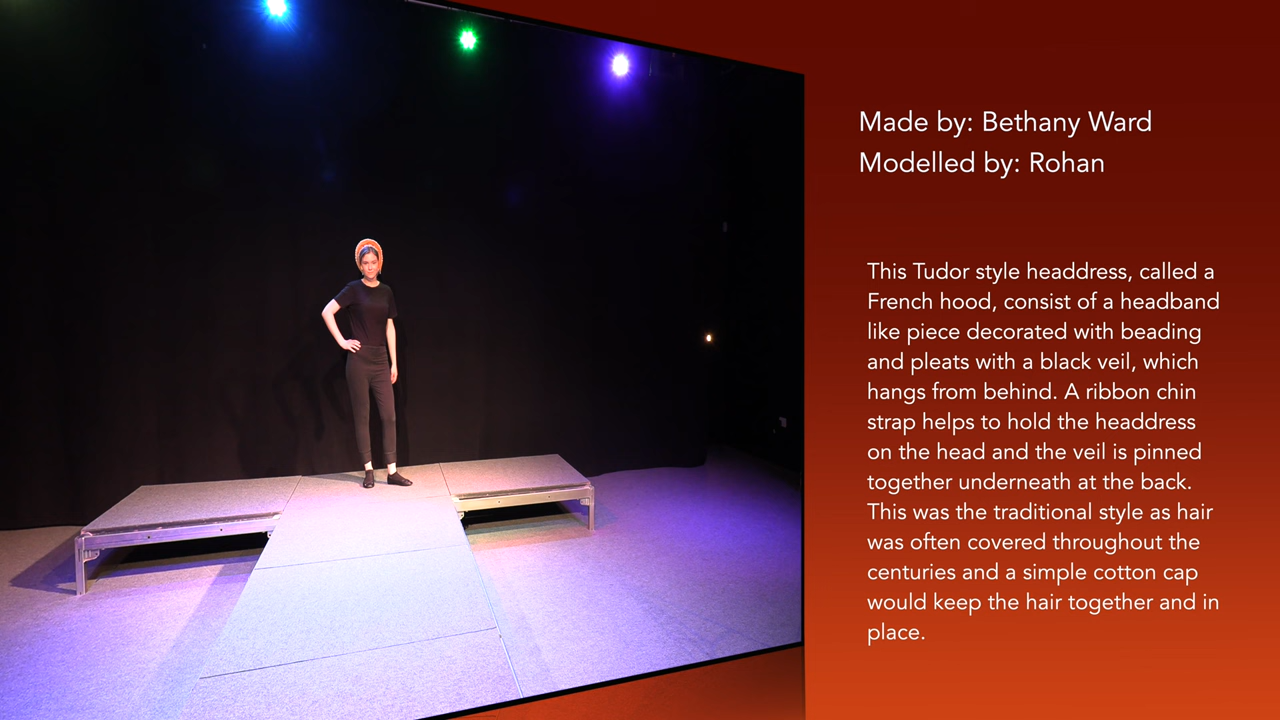 Made by: Bethany Ward
Modelled by: Rohan
This Tudor style headdress, called a
French hood, consist of a headband
like piece decorated with beading
and pleats with a black veil, which
hangs from behind. A ribbon chin
strap helps to hold the headdress
on the head and the veil is pinned
together underneath at the back.
This was the traditional style as hair
was often covered throughout the
centuries and a simple cotton cap
would keep the hair together and in
place.